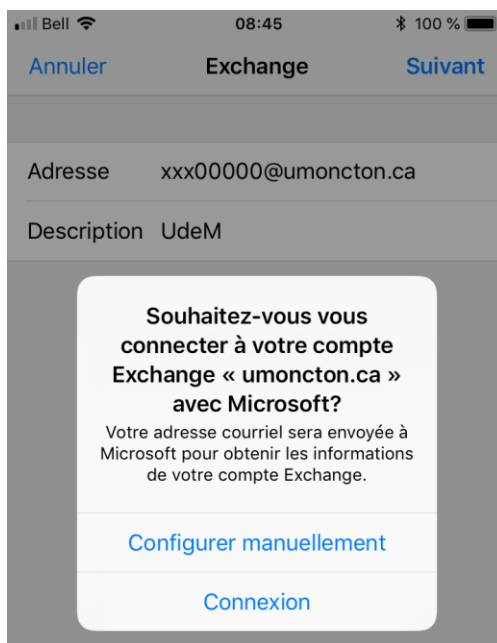 Bell 08:45 100 %
Annuler Exchange Suivant
Adresse xxx00000@umoncton.ca
Description UdeM
Souhaitez-vous vous
connecter à votre compte
Exchange « umoncton.ca »
avec Microsoft?
Votre adresse courriel sera envoyée à
Microsoft pour obtenir les informations
de votre compte Exchange.
Configurer manuellement
Connexion